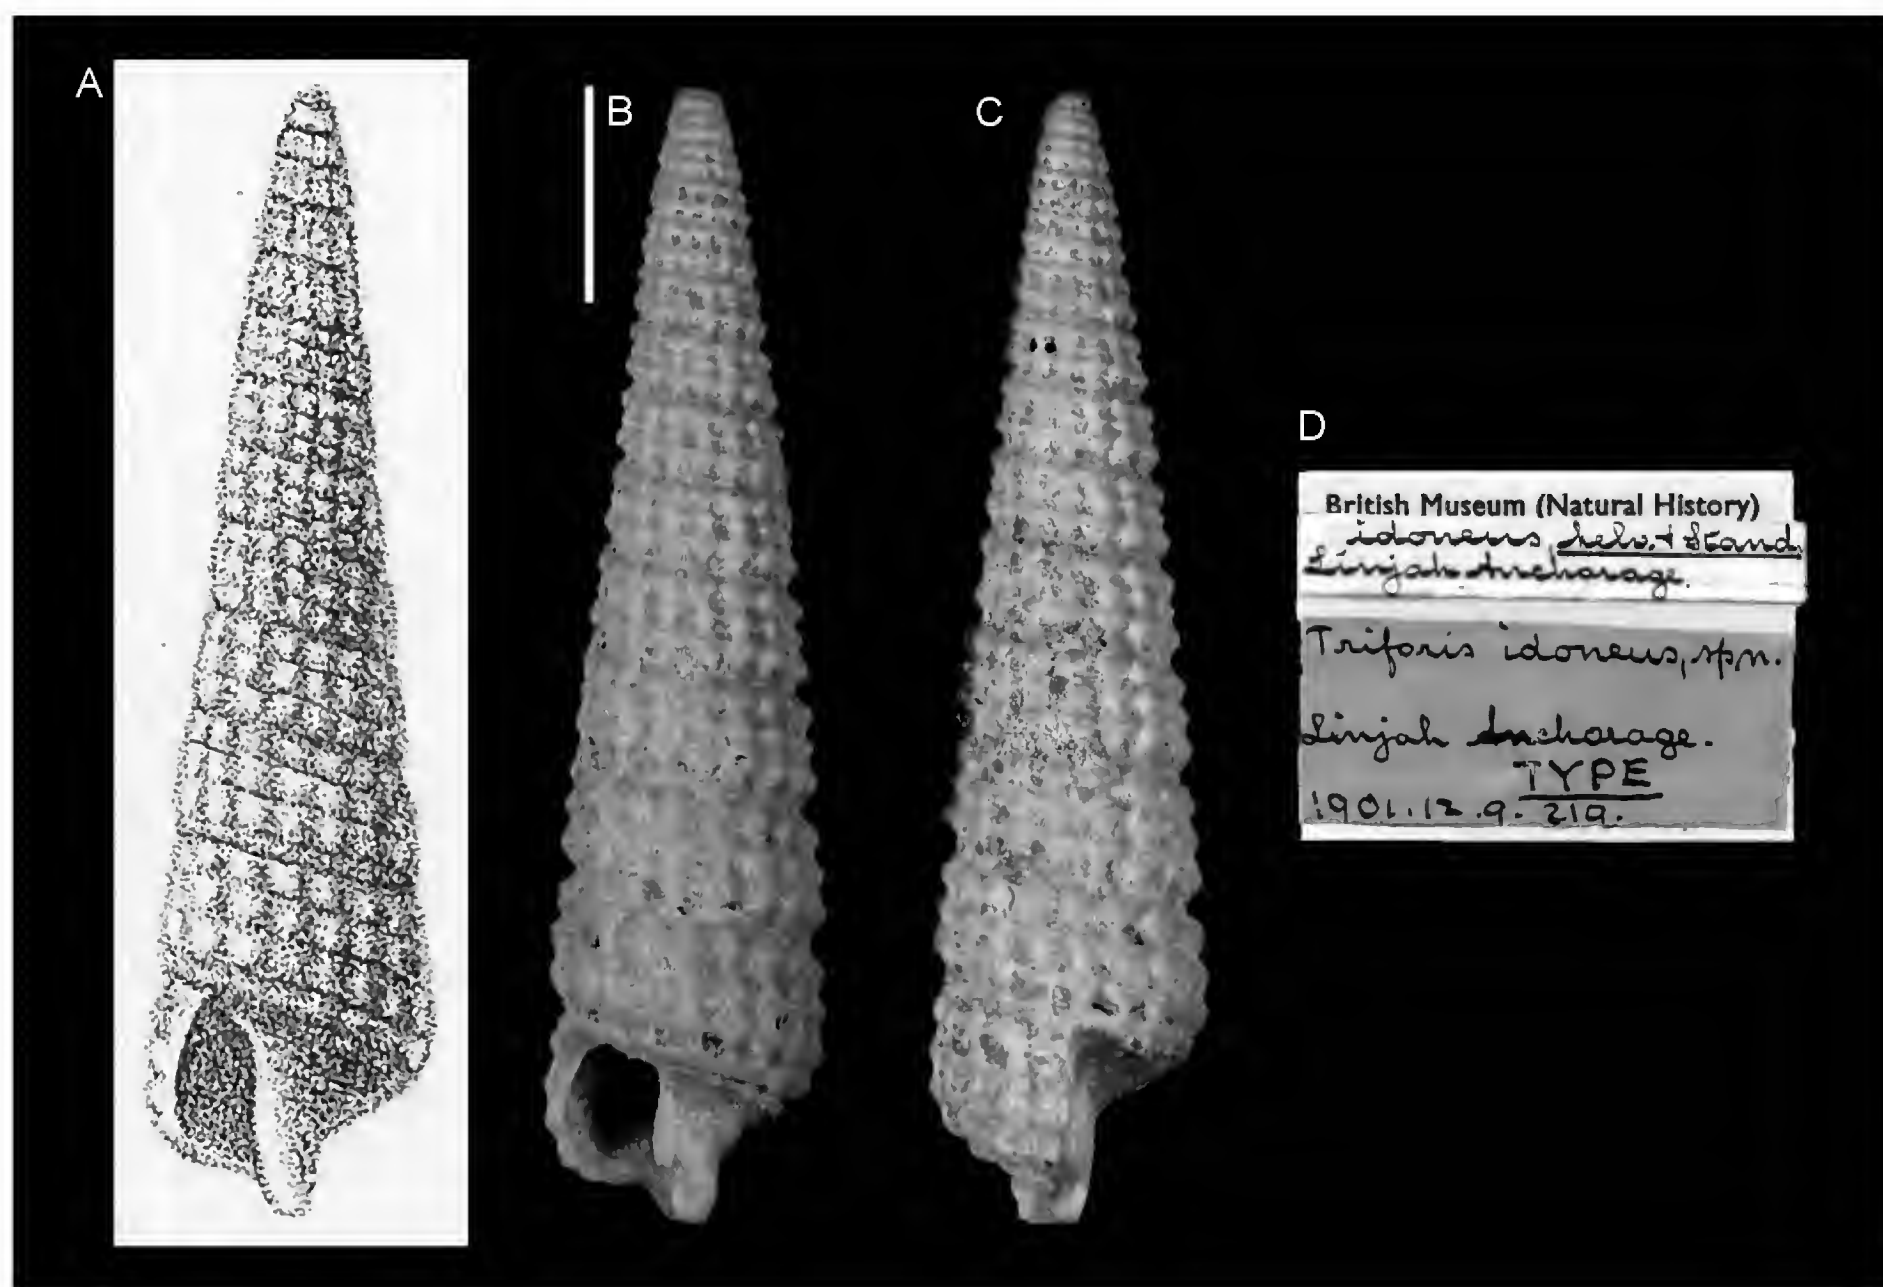 A
B
C
D
British Museum (Natural History)
idoneus, Melv. & Stand.
Linjah Anchorage.
Triforis idoneus, sp. n.
Linjah Anchorage.
TYPE
1901.12.9.219.